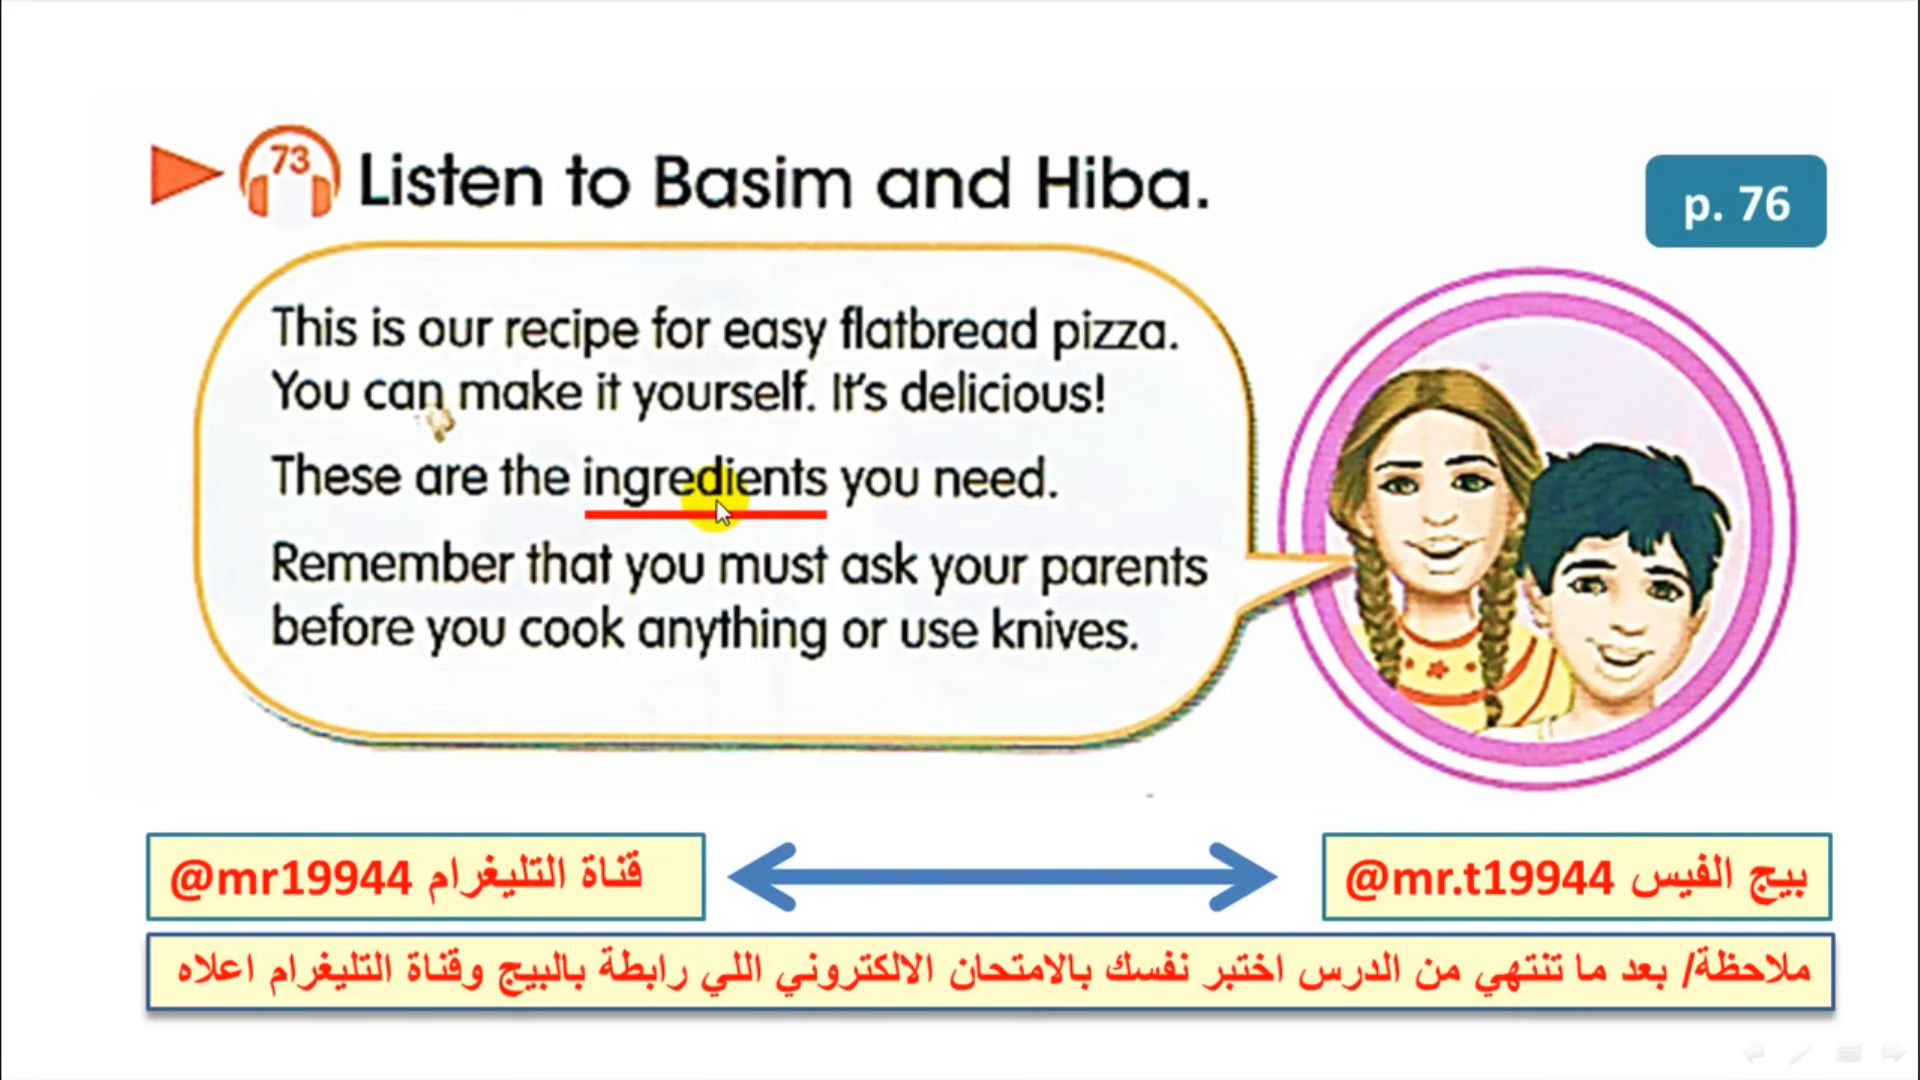 73
Listen to Basim and Hiba.
p. 76
This is our recipe for easy flatbread pizza.
You can make it yourself. It's delicious!
These are the ingredients you need.
Remember that you must ask your parents
before you cook anything or use knives.
قناة التليغرام @mr19944
بيج الفيس @mr.t19944
ملاحظة/ بعد ما تنتهي من الدرس اختبر نفسك بالامتحان الالكتروني اللي رابطة بالبيج وقناة التليغرام اعلاه